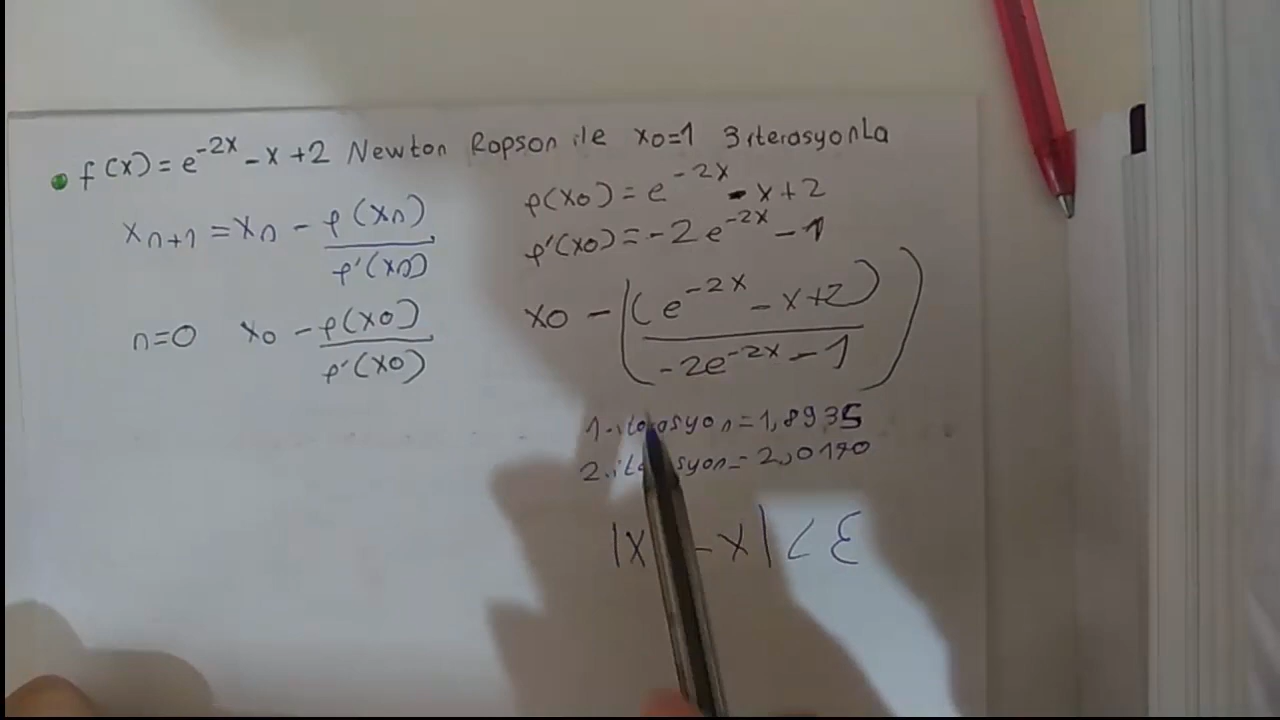 f(x) = e^-2x - x + 2 Newton Rapson ile x0=1 3 iterasyonla
xn+1 = xn - f(xn) / f'(xn)
n=0 x0 - f(x0) / f'(x0)
f(x0) = e^-2x - x + 2
f'(x0) = -2e^-2x - 1
x0 - ((e^-2x - x + 2) / -2e^-2x - 1)
1. iterasyon = 1,8935
2. = 2,0170
|x - x| < ε